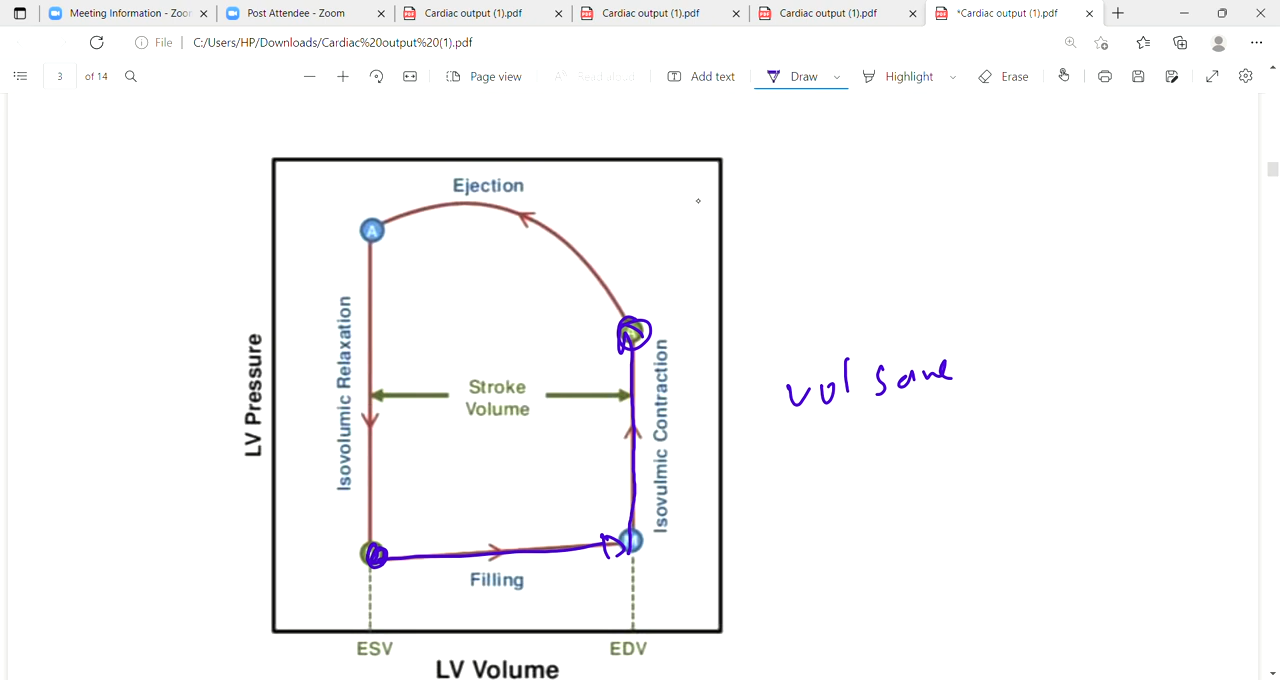 Meeting Information - Zoor
Post Attendee - Zoom
Cardiac output (1).pdf
Cardiac output (1).pdf
Cardiac output (1).pdf
*Cardiac output (1).pdf
File
C:/Users/HP/Downloads/Cardiac%20output%20(1).pdf
3 of 14
Page view
Read aloud
Add text
Draw
Highlight
Erase
Ejection
A
Isovolumic Relaxation
LV Pressure
Stroke
Volume
Isovulmic Contraction
vol same
Filling
ESV
EDV
LV Volume